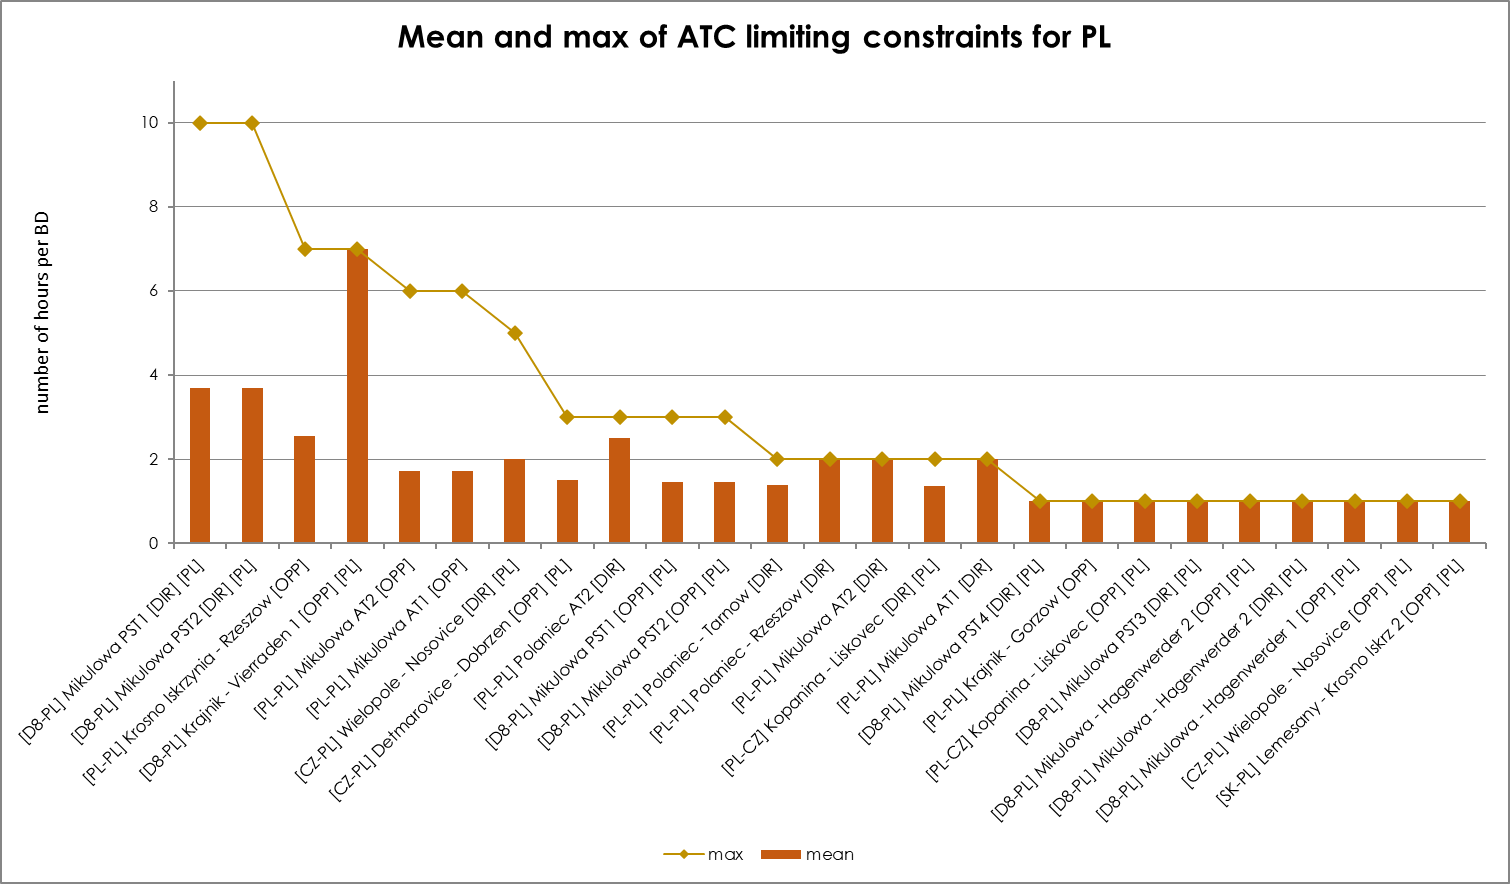 Mean and max of ATC limiting constraints for PL
number of hours per BD
10
8
6
4
2
0
[D8-PL] Mikulowa PST1 [DIR] [PL]
[D8-PL] Mikulowa PST2 [DIR] [PL]
[PL-PL] Krosno Iskrzynia - Rzeszow [OPP]
[D8-PL] Krajnik - Vierraden 1 [OPP] [PL]
[PL-PL] Mikulowa AT2 [OPP]
[PL-PL] Mikulowa AT1 [OPP]
[CZ-PL] Wielopole - Nosovice [DIR] [PL]
[CZ-PL] Detmarovice - Dobrzen [OPP] [PL]
[PL-PL] Polaniec AT2 [DIR]
[D8-PL] Mikulowa PST1 [OPP] [PL]
[D8-PL] Mikulowa PST2 [OPP] [PL]
[PL-PL] Polaniec - Tarnow [DIR]
[PL-PL] Polaniec - Rzeszow [DIR]
[PL-PL] Mikulowa AT2 [DIR]
[PL-CZ] Kopanina - Liskovec [DIR] [PL]
[PL-PL] Mikulowa AT1 [DIR]
[D8-PL] Mikulowa PST4 [DIR] [PL]
[PL-PL] Krajnik - Gorzow [OPP]
[PL-CZ] Kopanina - Liskovec [OPP] [PL]
[D8-PL] Mikulowa PST3 [DIR] [PL]
[D8-PL] Mikulowa - Hagenwerder 2 [OPP] [PL]
[D8-PL] Mikulowa - Hagenwerder 2 [DIR] [PL]
[D8-PL] Mikulowa - Hagenwerder 1 [OPP] [PL]
[CZ-PL] Wielopole - Nosovice [OPP] [PL]
[SK-PL] Lemesany - Krosno Iskrz 2 [OPP] [PL]
max
mean